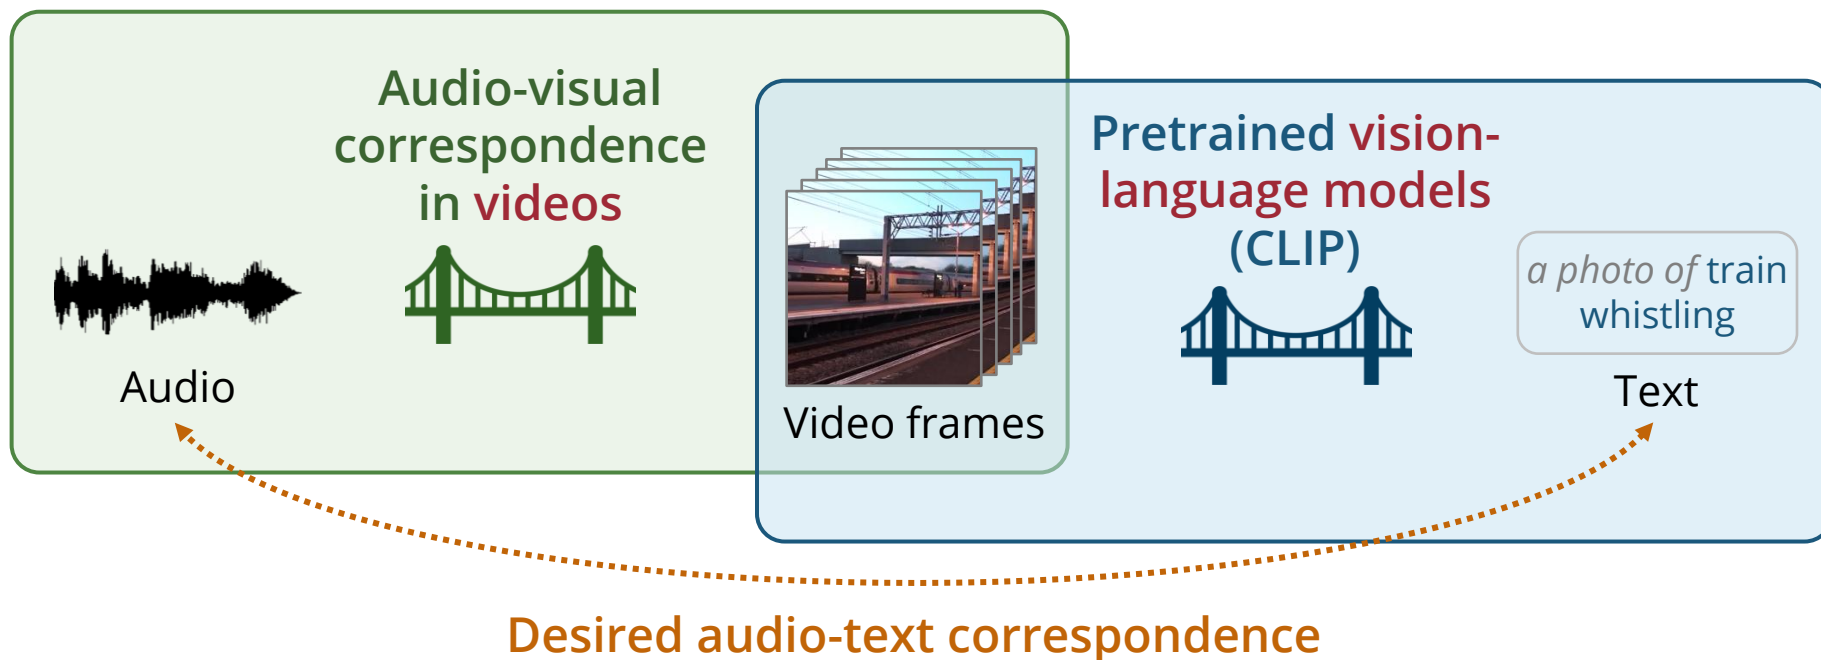 Audio-visual
correspondence
in videos
Audio
Video frames
Pretrained vision-
language models
(CLIP)
a photo of train
whistling
Text
Desired audio-text correspondence